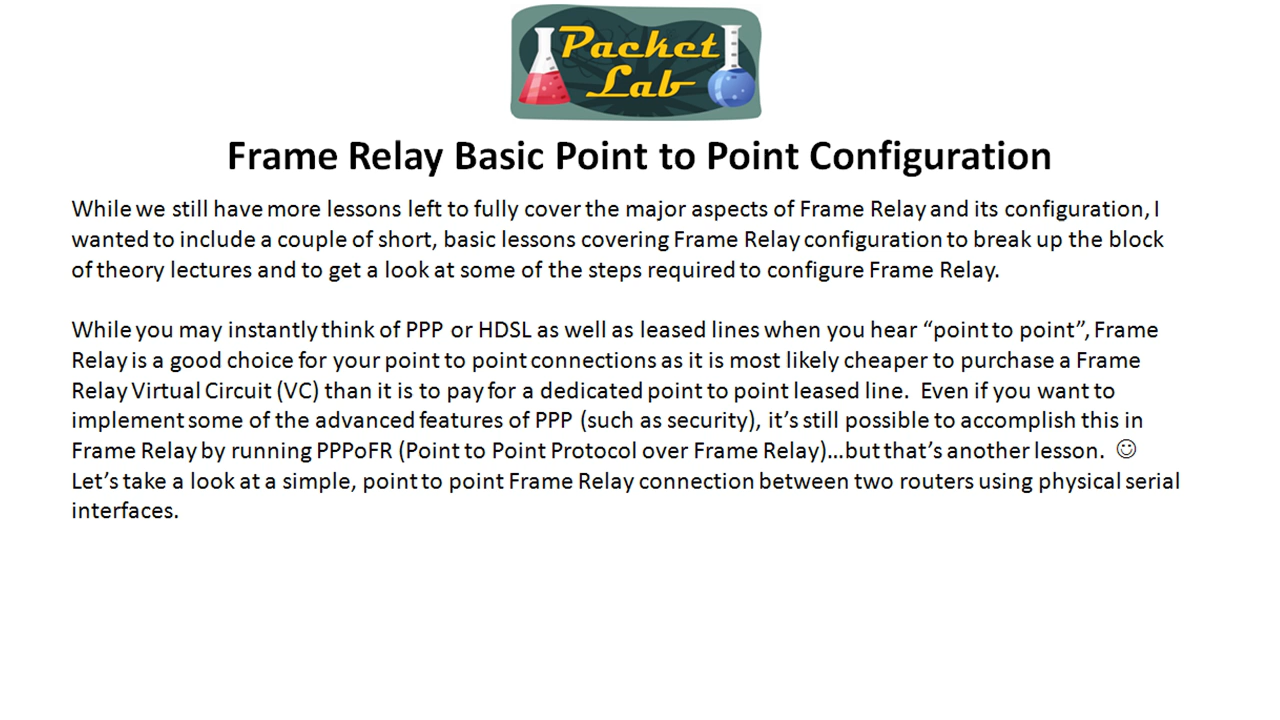 Packet
Lab
Frame Relay Basic Point to Point Configuration
While we still have more lessons left to fully cover the major aspects of Frame Relay and its configuration, I
wanted to include a couple of short, basic lessons covering Frame Relay configuration to break up the block
of theory lectures and to get a look at some of the steps required to configure Frame Relay.
While you may instantly think of PPP or HDSL as well as leased lines when you hear “point to point”, Frame
Relay is a good choice for your point to point connections as it is most likely cheaper to purchase a Frame
Relay Virtual Circuit (VC) than it is to pay for a dedicated point to point leased line. Even if you want to
implement some of the advanced features of PPP (such as security), it’s still possible to accomplish this in
Frame Relay by running PPPoFR (Point to Point Protocol over Frame Relay)…but that’s another lesson. ☺
Let’s take a look at a simple, point to point Frame Relay connection between two routers using physical serial
interfaces.